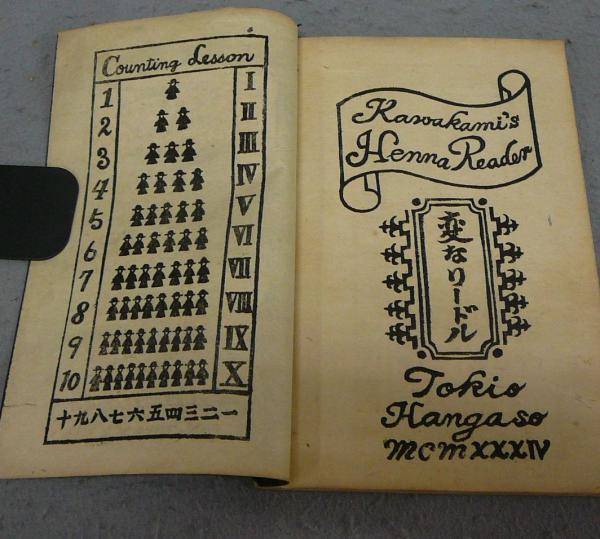 Counting Lesson
1 I
2 II
3 III
4 IV
5 V
6 VI
7 VII
8 VIII
9 IX
10 X
十九八七六五四三二一
Kawakami's
Henna Reader
変なリードル
Tokio
Hangaso
MCMXXXIV